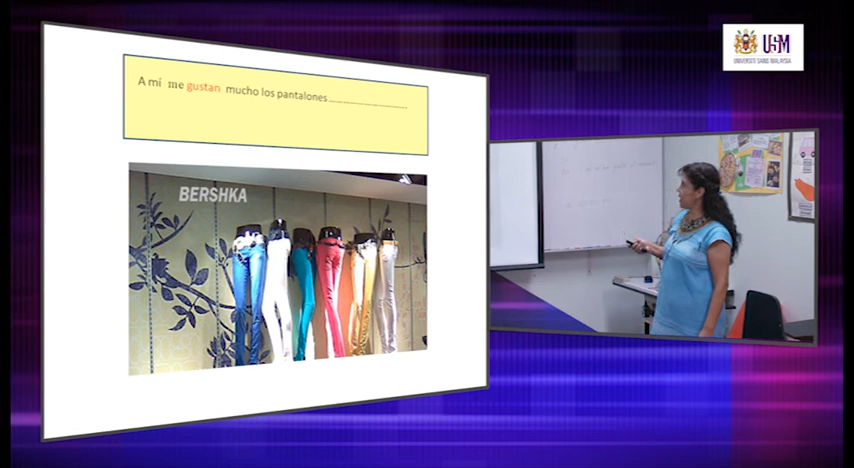 A mí me gustan mucho los pantalones....................
BERSHKA
USM
UNIVERSITI SAINS MALAYSIA